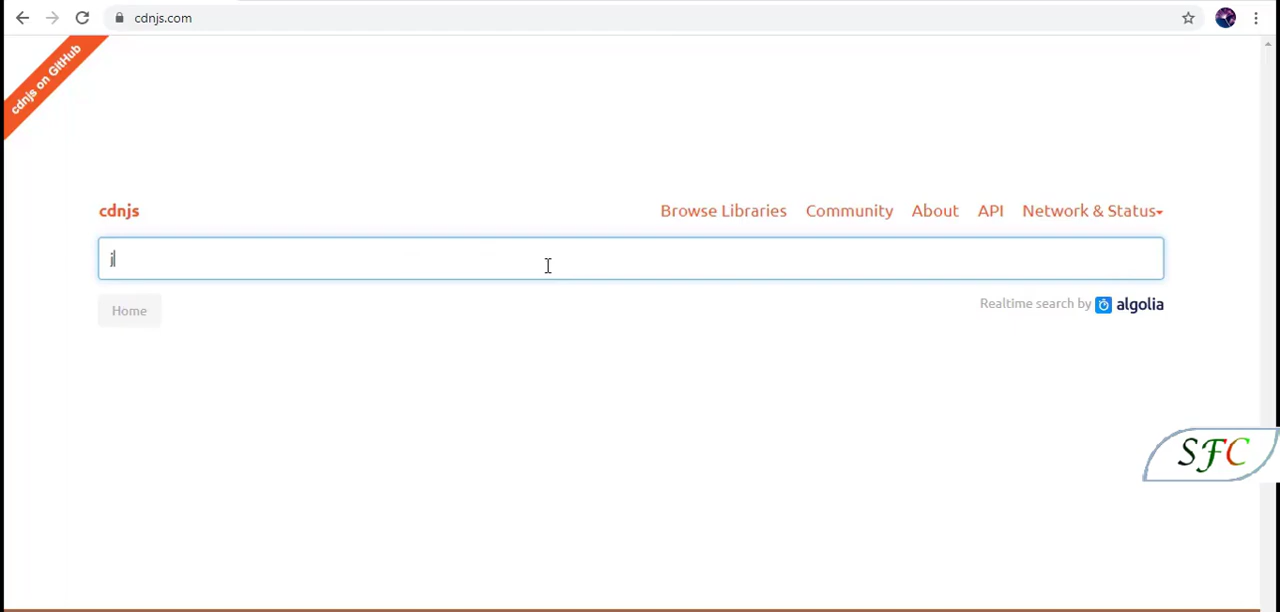 cdnjs.com
cdnjs on GitHub
cdnjs Browse Libraries Community About API Network & Status
j
Home
Realtime search by algolia
SFC